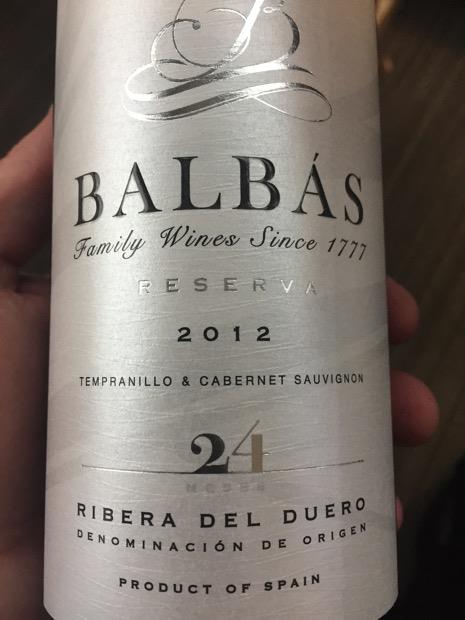 BALBÁS
Family Wines Since 1777
RESERVA
2012
TEMPRANILLO & CABERNET SAUVIGNON
24
MESES
RIBERA DEL DUERO
DENOMINACIÓN DE ORIGEN
PRODUCT OF SPAIN